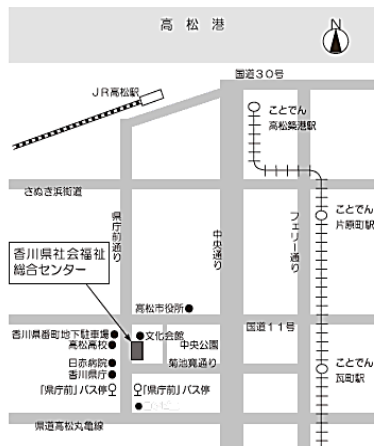 高松港
N
国道30号
JR高松駅
ことでん
高松築港駅
さぬき浜街道
県庁前通り
中央通り
フェリー通り
ことでん
片原町駅
香川県社会福祉
総合センター
高松市役所
国道11号
香川県番町地下駐車場
文化会館
高松高校
中央公園
日赤病院
菊池寛通り
香川県庁
ことでん
瓦町駅
「県庁前」バス停
「県庁前」バス停
県道高松丸亀線